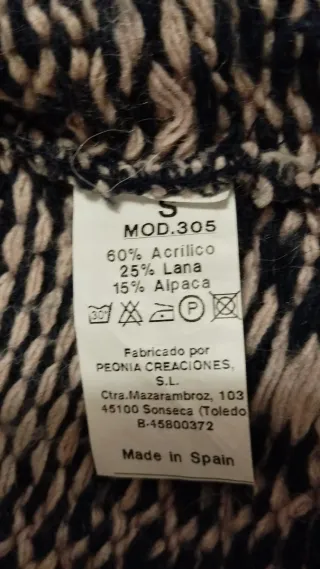 S
MOD.305
60% Acrilico
25% Lana
15% Alpaca
30° P
Fabricado por
PEONIA CREACIONES,
S.L.
Ctra.Mazarambroz, 103
45100 Sonseca (Toledo
B-45800372
Made in Spain